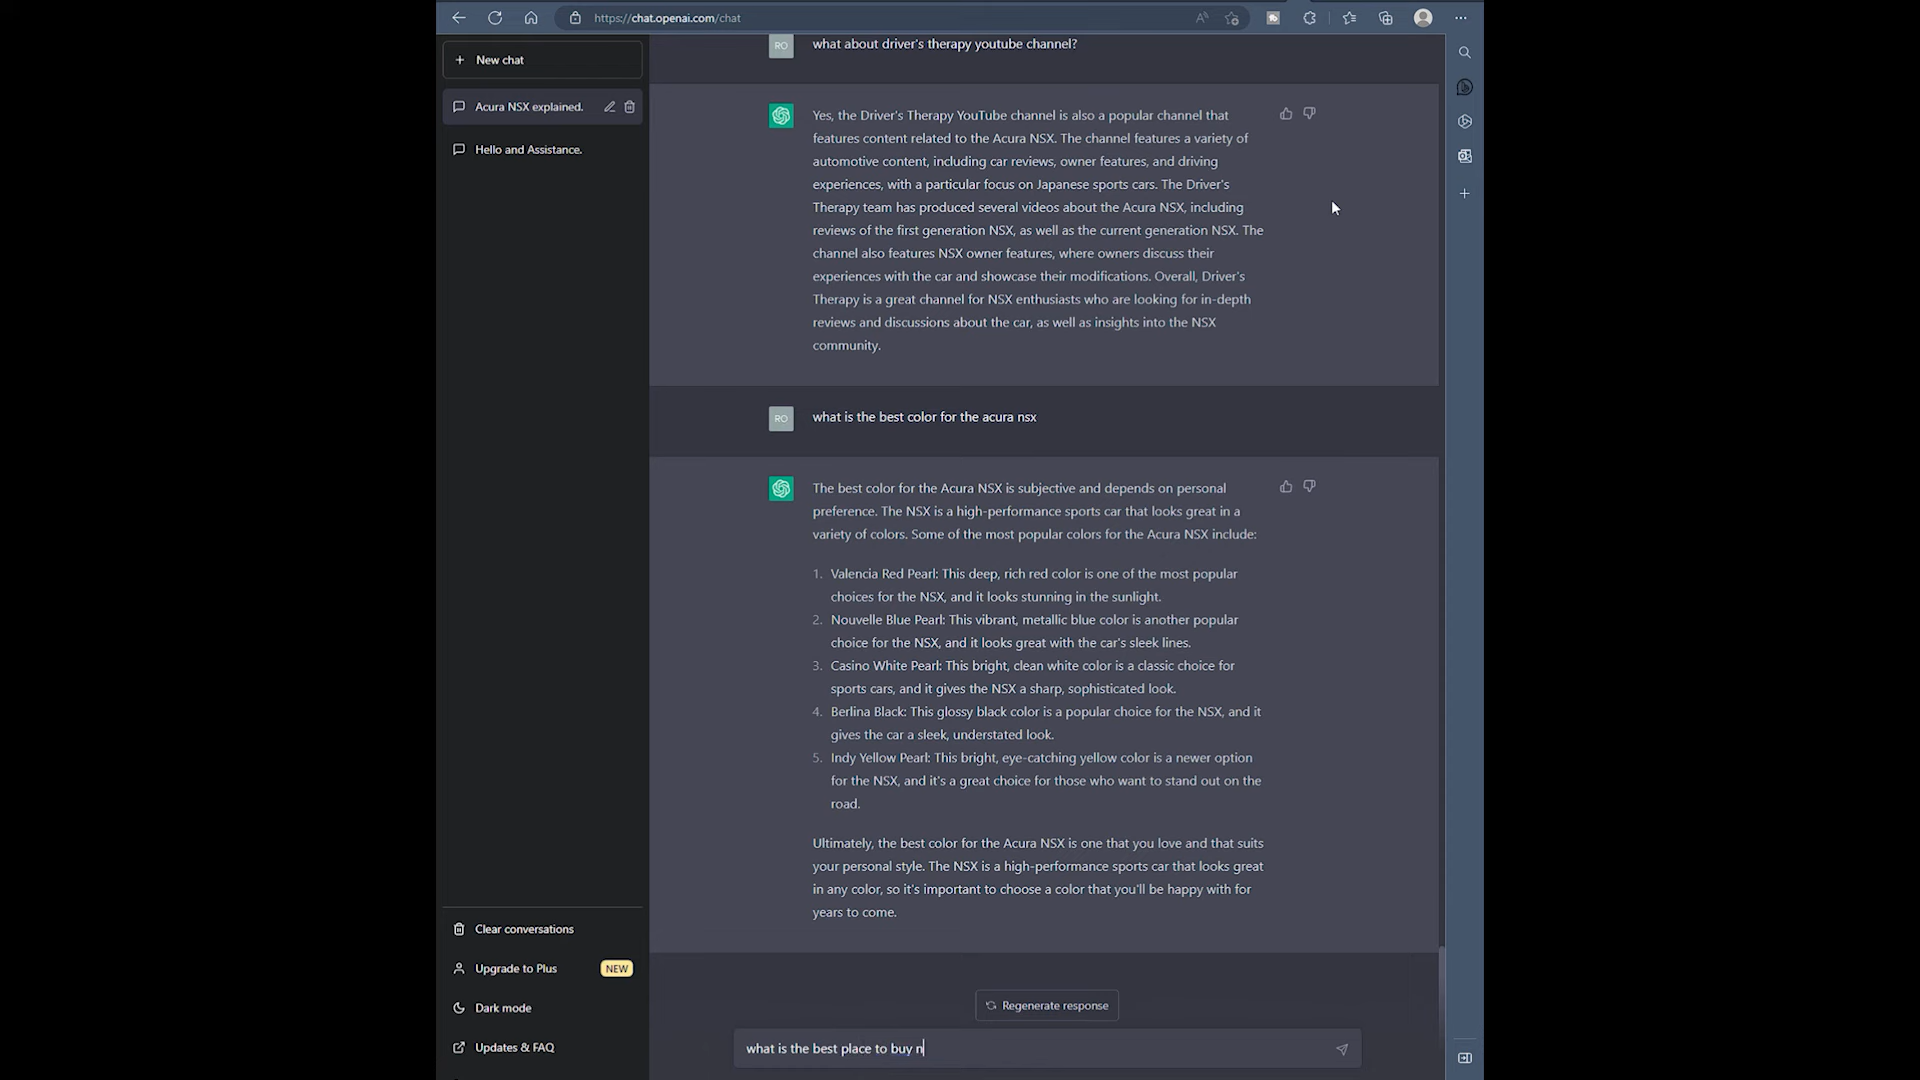 https://chat.openai.com/chat
New chat
Acura NSX explained.
Hello and Assistance.
RO
what about driver's therapy youtube channel?
Yes, the Driver's Therapy YouTube channel is also a popular channel that
features content related to the Acura NSX. The channel features a variety of
automotive content, including car reviews, owner features, and driving
experiences, with a particular focus on Japanese sports cars. The Driver's
Therapy team has produced several videos about the Acura NSX, including
reviews of the first generation NSX, as well as the current generation NSX. The
channel also features NSX owner features, where owners discuss their
experiences with the car and showcase their modifications. Overall, Driver's
Therapy is a great channel for NSX enthusiasts who are looking for in-depth
reviews and discussions about the car, as well as insights into the NSX
community.
RO
what is the best color for the acura nsx
The best color for the Acura NSX is subjective and depends on personal
preference. The NSX is a high-performance sports car that looks great in a
variety of colors. Some of the most popular colors for the Acura NSX include:
1. Valencia Red Pearl: This deep, rich red color is one of the most popular
choices for the NSX, and it looks stunning in the sunlight.
2. Nouvelle Blue Pearl: This vibrant, metallic blue color is another popular
choice for the NSX, and it looks great with the car's sleek lines.
3. Casino White Pearl: This bright, clean white color is a classic choice for
sports cars, and it gives the NSX a sharp, sophisticated look.
4. Berlina Black: This glossy black color is a popular choice for the NSX, and it
gives the car a sleek, understated look.
5. Indy Yellow Pearl: This bright, eye-catching yellow color is a newer option
for the NSX, and it's a great choice for those who want to stand out on the
road.
Ultimately, the best color for the Acura NSX is one that you love and that suits
your personal style. The NSX is a high-performance sports car that looks great
in any color, so it's important to choose a color that you'll be happy with for
years to come.
Clear conversations
Upgrade to Plus NEW
Dark mode
Updates & FAQ
Regenerate response
what is the best place to buy n